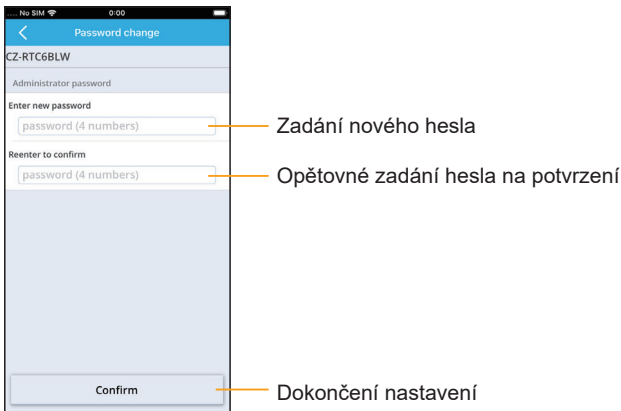 .... No SIM 0:00
Password change
CZ-RTC6BLW
Administrator password
Enter new password
password (4 numbers)
Zadání nového hesla
Reenter to confirm
password (4 numbers)
Opětovné zadání hesla na potvrzení
Confirm
Dokončení nastavení